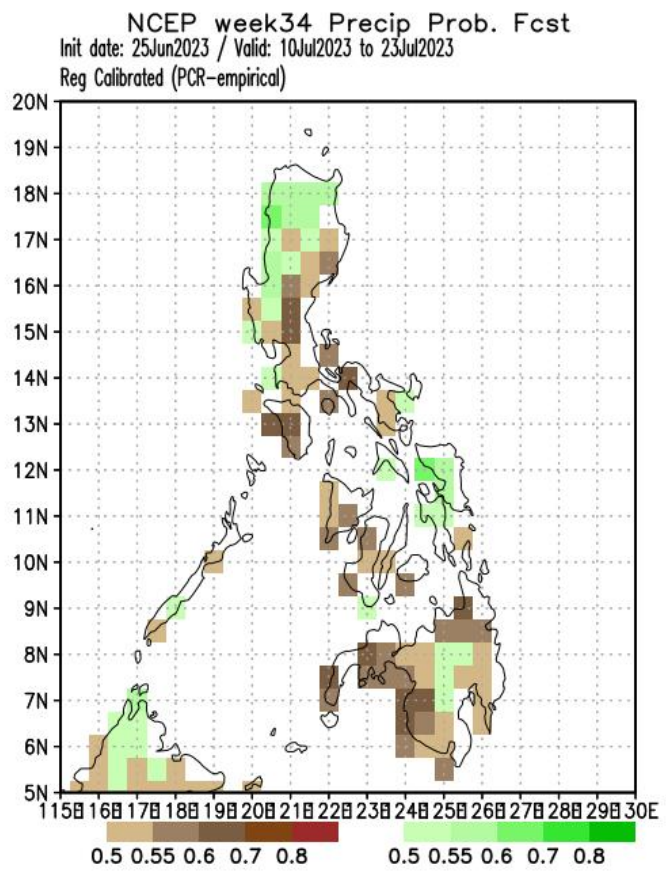 NCEP week34 Precip Prob. Fcst
Init date: 25Jun2023 / Valid: 10Jul2023 to 23Jul2023
Reg Calibrated (PCR-empirical)
20N
19N
18N
17N
16N
15N
14N
13N
12N
11N
10N
9N
8N
7N
6N
5N
115E 116E 117E 118E 119E 120E 121E 122E 123E 124E 125E 126E 127E 128E 129E 130E
0.5 0.55 0.6 0.7 0.8 0.5 0.55 0.6 0.7 0.8